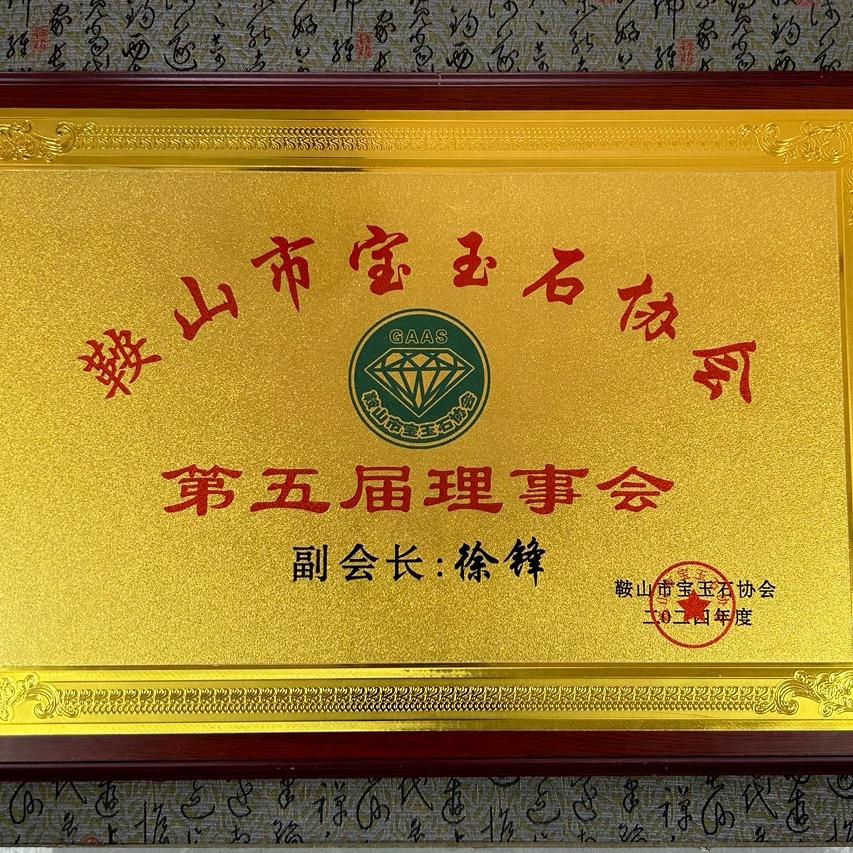 鞍山市宝玉石协会
GAAS
鞍山市宝玉石协会
第五届理事会
副会长:徐锋
鞍山市宝玉石协会
二0二四年度